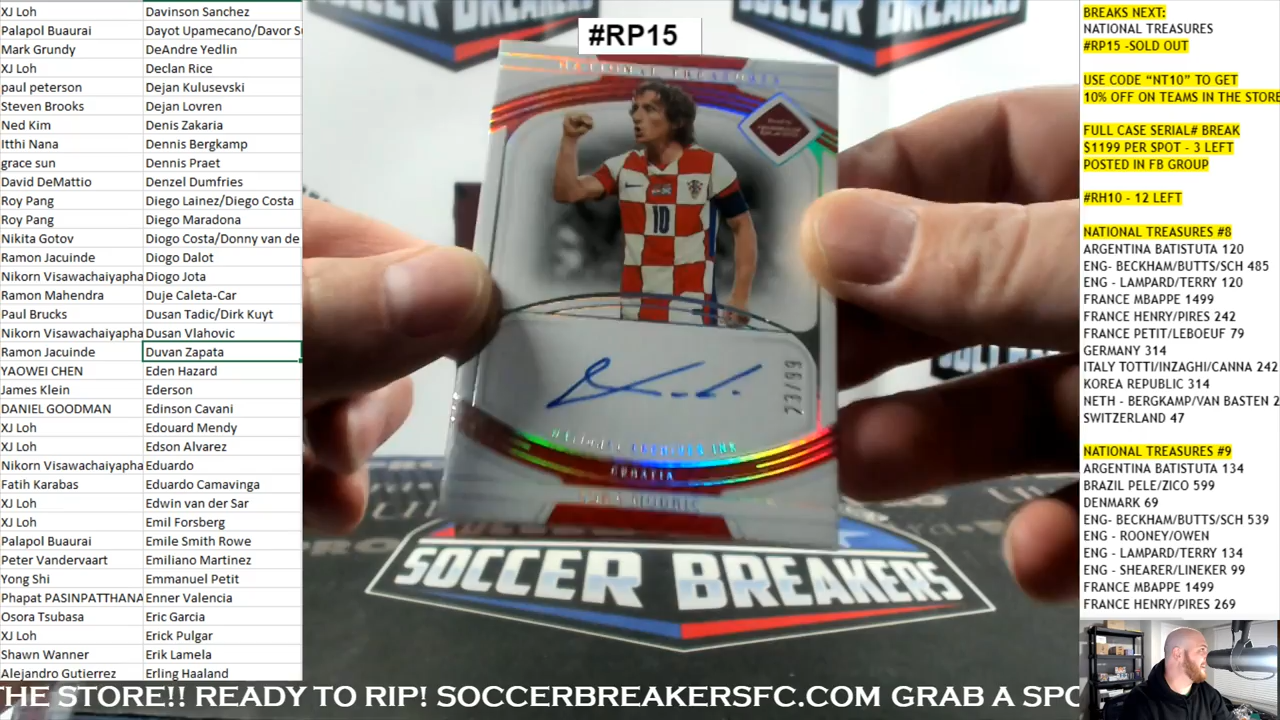 XJ Loh Davinson Sanchez
Palapol Buaurai Dayot Upamecano/Davor S
Mark Grundy DeAndre Yedlin
XJ Loh Declan Rice
paul peterson Dejan Kulusevski
Steven Brooks Dejan Lovren
Ned Kim Denis Zakaria
Itthi Nana Dennis Bergkamp
grace sun Dennis Praet
David DeMattio Denzel Dumfries
Roy Pang Diego Lainez/Diego Costa
Roy Pang Diego Maradona
Nikita Gotov Diogo Costa/Donny van de
Ramon Jacuinde Diogo Dalot
Nikorn Visawachaiyapha Diogo Jota
Ramon Mahendra Duje Caleta-Car
Paul Brucks Dusan Tadic/Dirk Kuyt
Nikorn Visawachaiyapha Dusan Vlahovic
Ramon Jacuinde Duvan Zapata
YAOWEI CHEN Eden Hazard
James Klein Ederson
DANIEL GOODMAN Edinson Cavani
XJ Loh Edouard Mendy
XJ Loh Edson Alvarez
Nikorn Visawachaiyapha Eduardo
Fatih Karabas Eduardo Camavinga
XJ Loh Edwin van der Sar
XJ Loh Emil Forsberg
Palapol Buaurai Emile Smith Rowe
Peter Vandervaart Emiliano Martinez
Yong Shi Emmanuel Petit
Phapat PASINPATTHANA Enner Valencia
Osora Tsubasa Eric Garcia
XJ Loh Erick Pulgar
Shawn Wanner Erik Lamela
Alejandro Gutierrez Erling Haaland
SOCCER BREAKERS
#RP15
NATIONAL TREASURES
10
23/99
TREASURED INK
CROATIA
LUKA MODRIC
SOCCER BREAKERS
BREAKS NEXT:
NATIONAL TREASURES
#RP15 -SOLD OUT
USE CODE “NT10” TO GET
10% OFF ON TEAMS IN THE STORE
FULL CASE SERIAL# BREAK
$1199 PER SPOT - 3 LEFT
POSTED IN FB GROUP
#RH10 - 12 LEFT
NATIONAL TREASURES #8
ARGENTINA BATISTUTA 120
ENG- BECKHAM/BUTTS/SCH 485
ENG - LAMPARD/TERRY 120
FRANCE MBAPPE 1499
FRANCE HENRY/PIRES 242
FRANCE PETIT/LEBOEUF 79
GERMANY 314
ITALY TOTTI/INZAGHI/CANNA 242
KOREA REPUBLIC 314
NETH - BERGKAMP/VAN BASTEN 2
SWITZERLAND 47
NATIONAL TREASURES #9
ARGENTINA BATISTUTA 134
BRAZIL PELE/ZICO 599
DENMARK 69
ENG- BECKHAM/BUTTS/SCH 539
ENG - ROONEY/OWEN
ENG - LAMPARD/TERRY 134
ENG - SHEARER/LINEKER 99
FRANCE MBAPPE 1499
FRANCE HENRY/PIRES 269
THE STORE!! READY TO RIP! SOCCERBREAKERSFC.COM GRAB A SPO